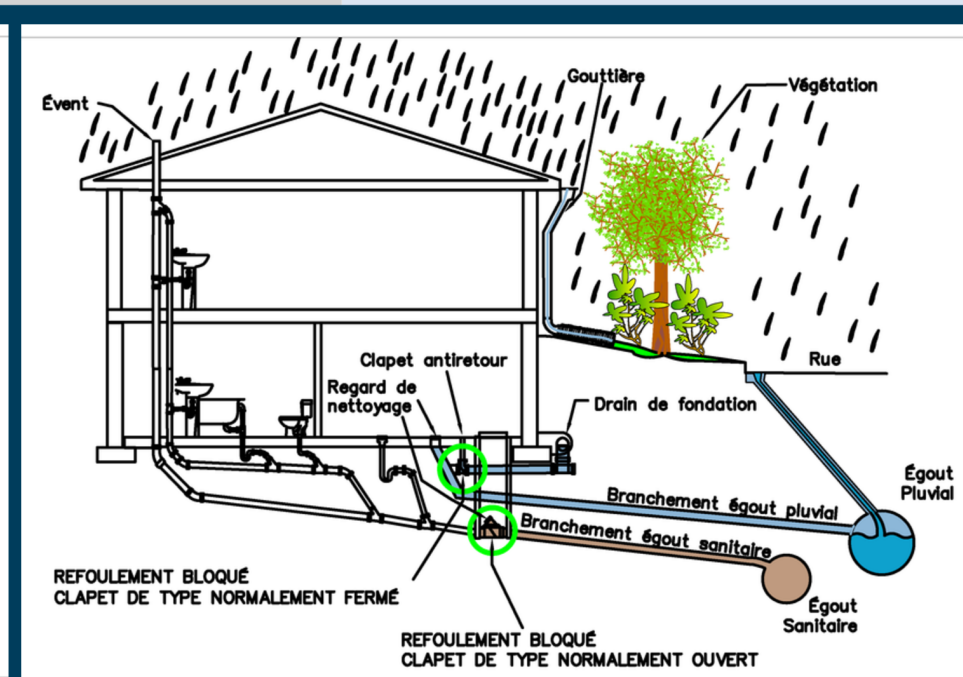 Gouttière
Végétation
Évent
Rue
Clapet antiretour
Regard de
nettoyage
Drain de fondation
Égout
Pluvial
Branchement égout pluvial
Branchement égout sanitaire
REFOULEMENT BLOQUÉ
CLAPET DE TYPE NORMALEMENT FERMÉ
Égout
Sanitaire
REFOULEMENT BLOQUÉ
CLAPET DE TYPE NORMALEMENT OUVERT